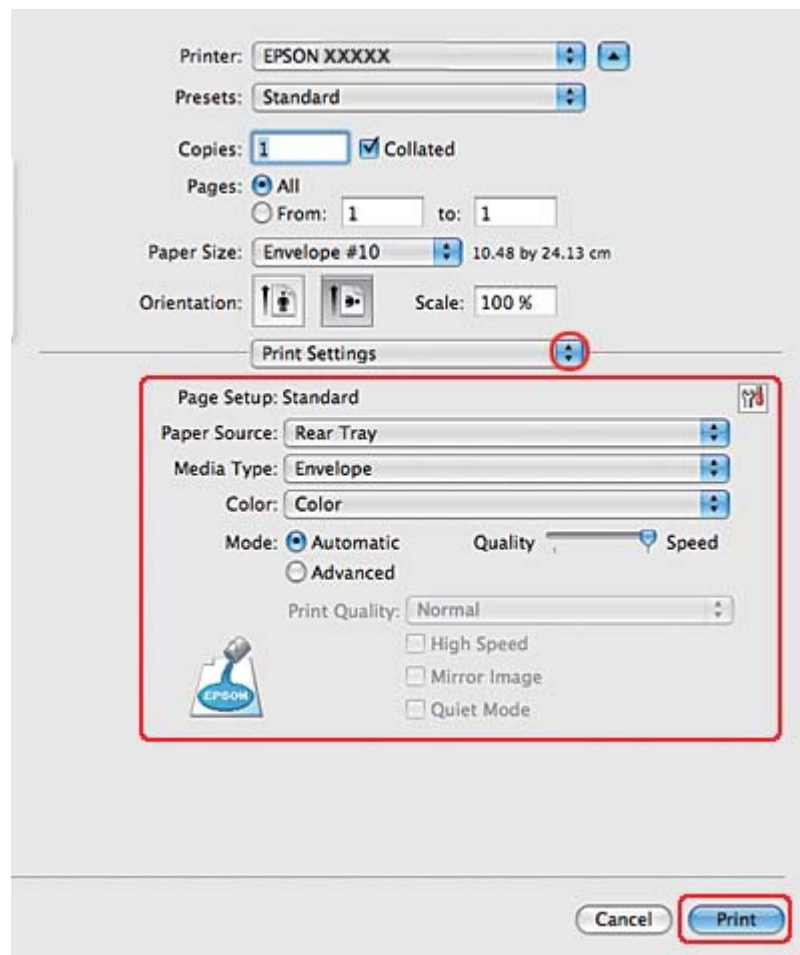 Printer: EPSON XXXXX
Presets: Standard
Copies: 1 Collated
Pages: All
From: 1 to: 1
Paper Size: Envelope #10 10.48 by 24.13 cm
Orientation: Scale: 100 %
Print Settings
Page Setup: Standard
Paper Source: Rear Tray
Media Type: Envelope
Color: Color
Mode: Automatic Quality Speed
Advanced
Print Quality: Normal
High Speed
Mirror Image
Quiet Mode
EPSON
Cancel Print